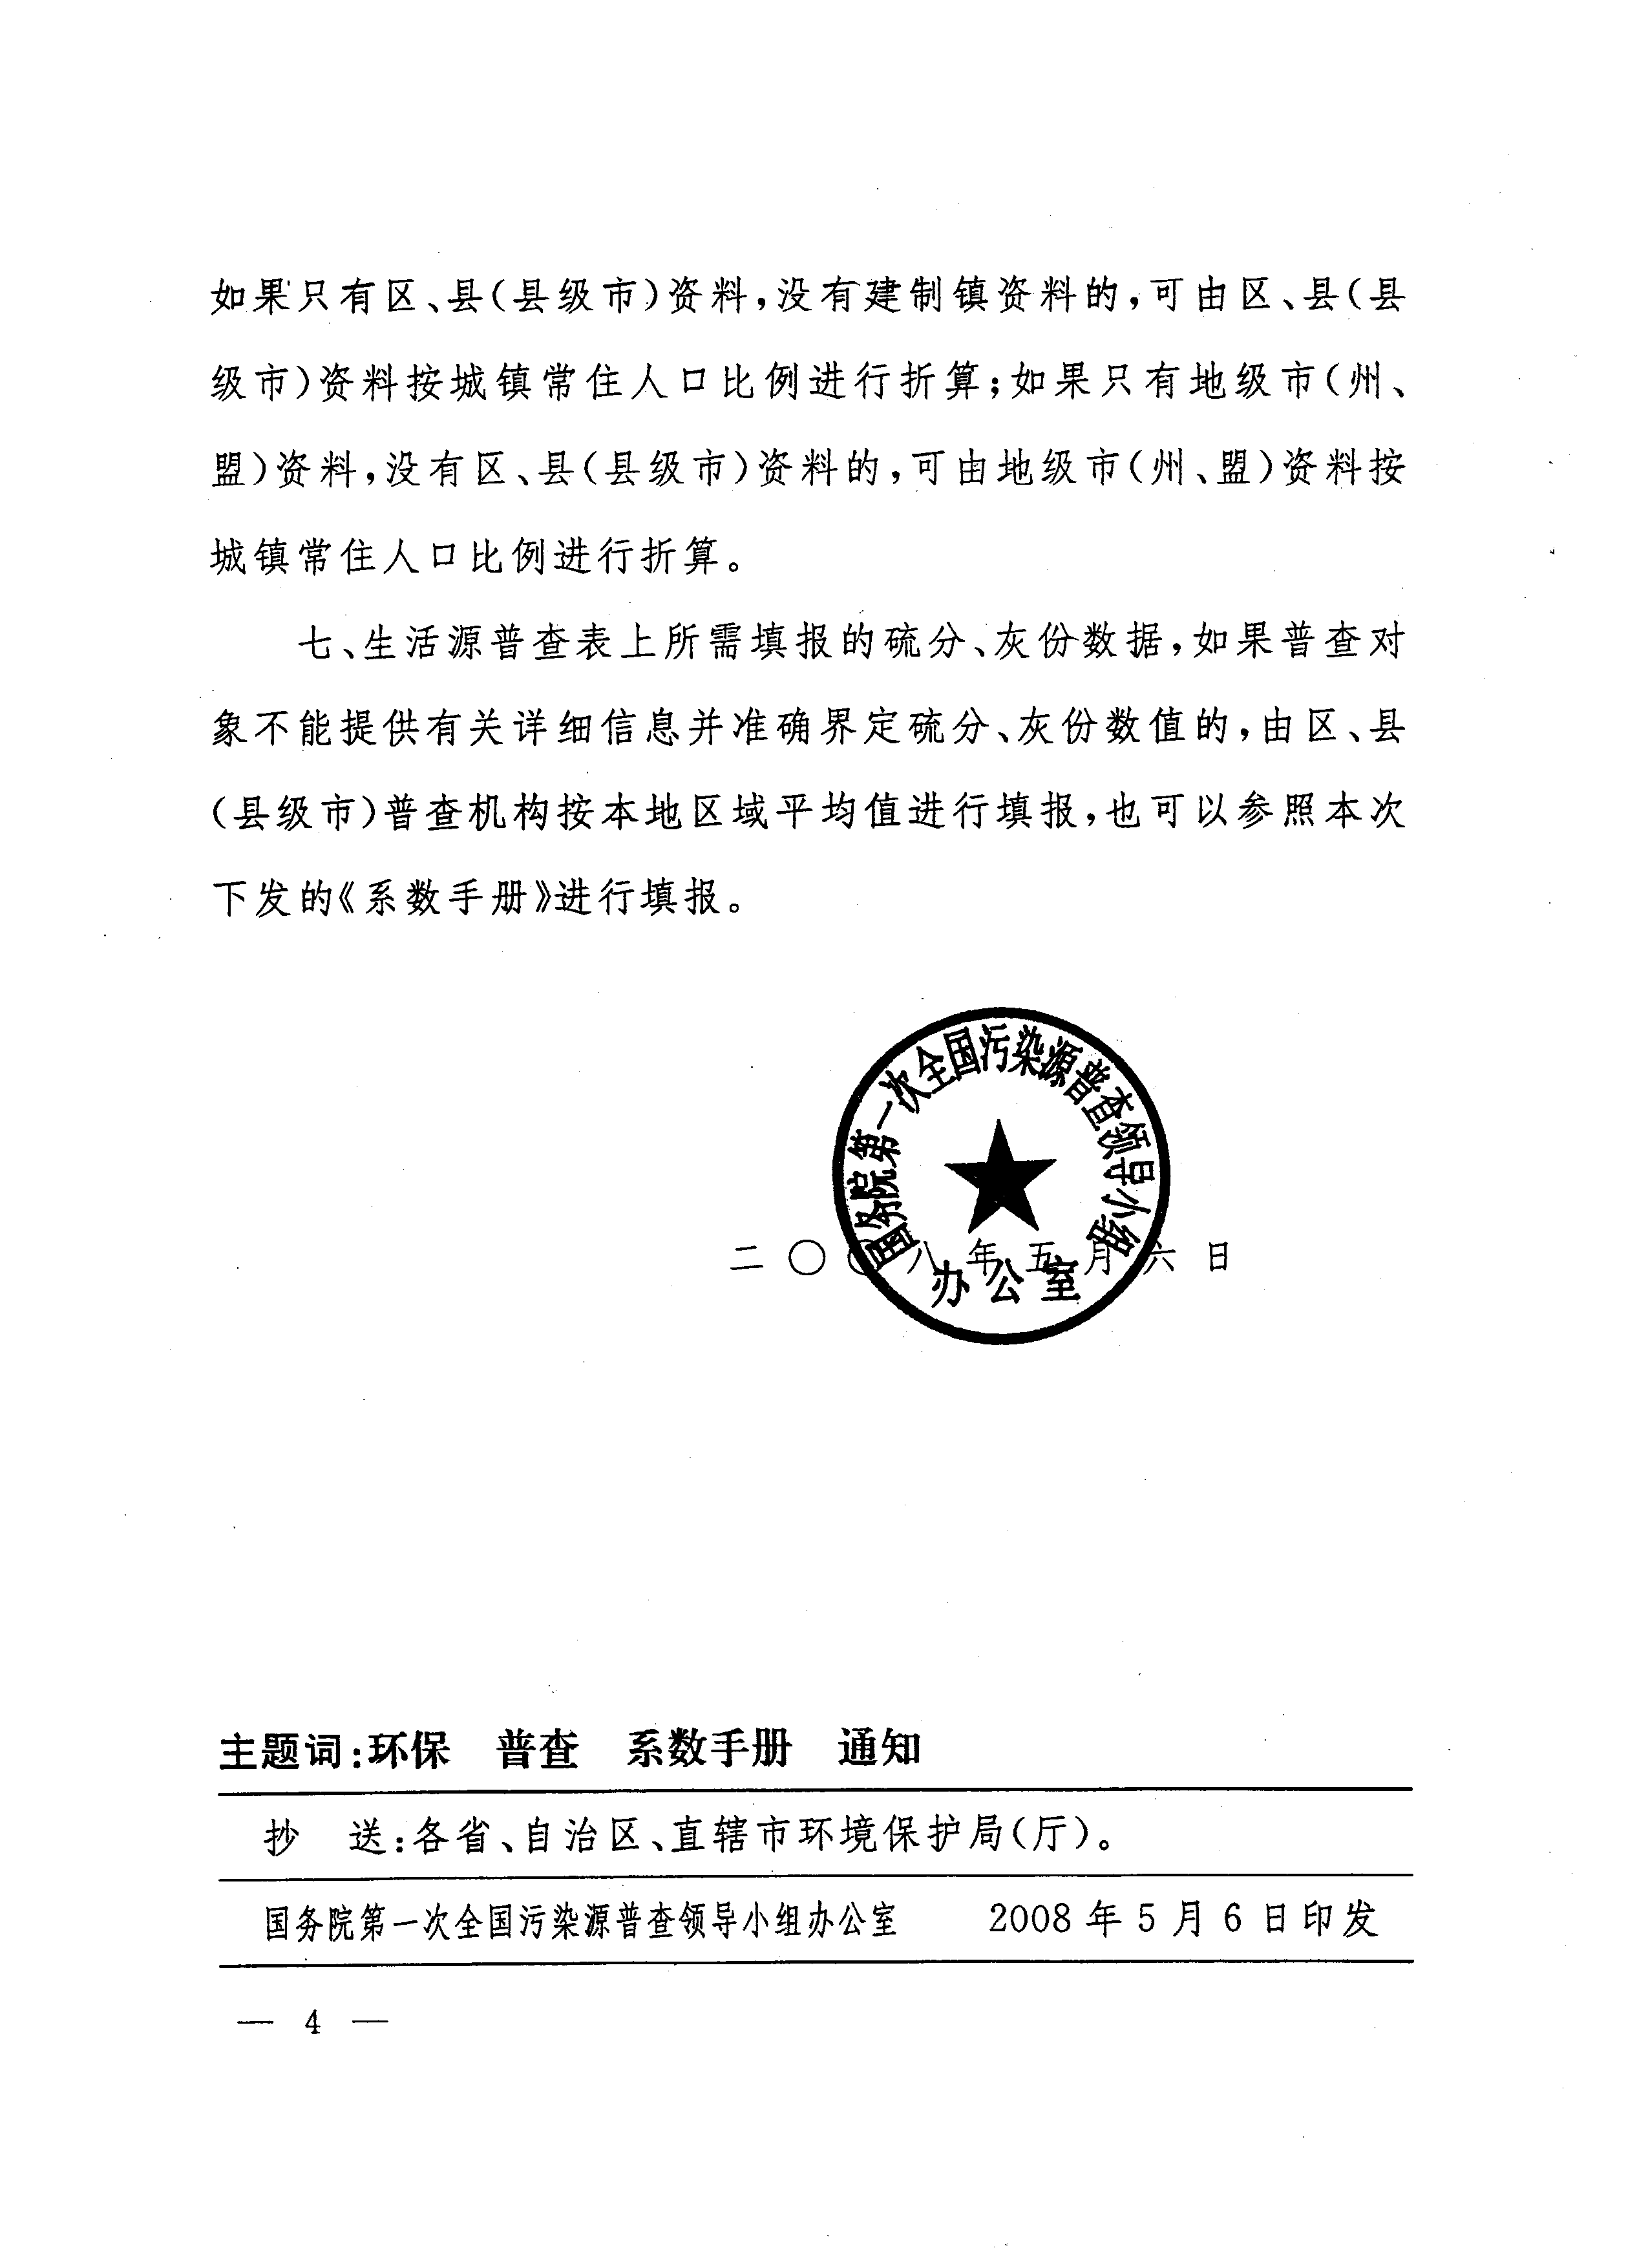 如果只有区、县(县级市)资料,没有建制镇资料的,可由区、县(县
级市)资料按城镇常住人口比例进行折算;如果只有地级市(州、
盟)资料,没有区、县(县级市)资料的,可由地级市(州、盟)资料按
城镇常住人口比例进行折算。
七、生活源普查表上所需填报的硫分、灰份数据,如果普查对
象不能提供有关详细信息并准确界定硫分、灰份数值的,由区、县
(县级市)普查机构按本地区域平均值进行填报,也可以参照本次
下发的《系数手册》进行填报。
国务院第一次全国污染源普查领导小组
办公室
二〇〇八年五月六日
主题词:环保 普查 系数手册 通知
抄 送:各省、自治区、直辖市环境保护局(厅)。
国务院第一次全国污染源普查领导小组办公室 2008年5月6日印发
— 4 —